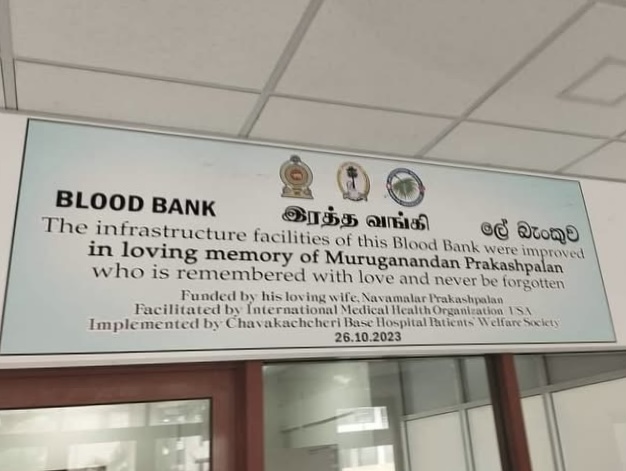 BLOOD BANK
இரத்த வங்கி
ලේ බැංකුව
The infrastructure facilities of this Blood Bank were improved
in loving memory of Muruganandan Prakashpalan
who is remembered with love and never be forgotten
Funded by his loving wife, Navamalar Prakashpalan
Facilitated by International Medical Health Organization USA
Implemented by Chavakachcheri Base Hospital Patients' Welfare Society
26.10.2023